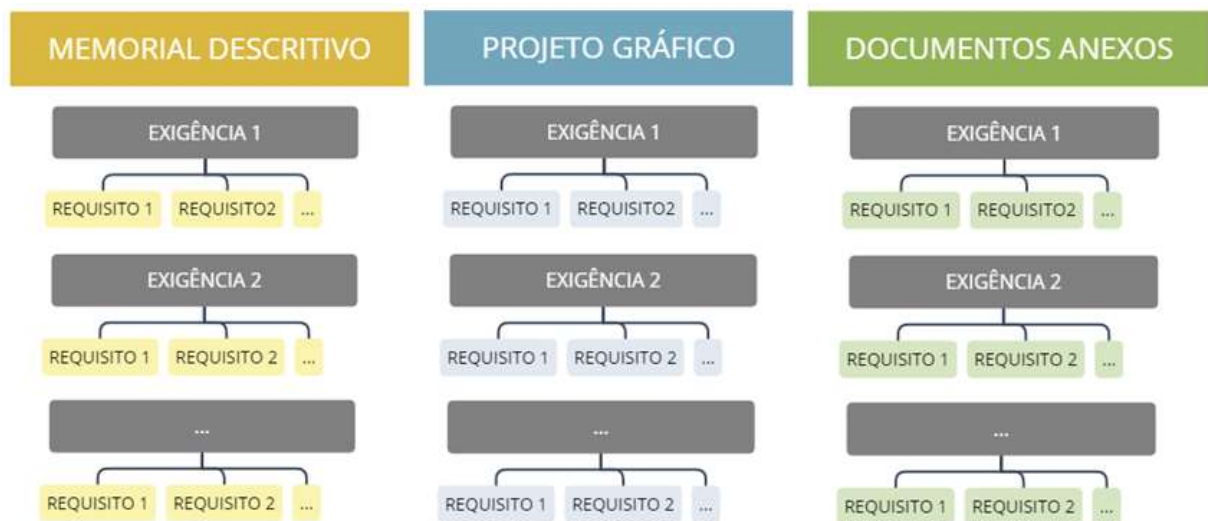 MEMORIAL DESCRITIVO
EXIGÊNCIA 1
REQUISITO 1 REQUISITO2 ...
EXIGÊNCIA 2
REQUISITO 1 REQUISITO 2 ...
...
REQUISITO 1 REQUISITO 2 ...
PROJETO GRÁFICO
EXIGÊNCIA 1
REQUISITO 1 REQUISITO2 ...
EXIGÊNCIA 2
REQUISITO 1 REQUISITO 2 ...
...
REQUISITO 1 REQUISITO 2 ...
DOCUMENTOS ANEXOS
EXIGÊNCIA 1
REQUISITO 1 REQUISITO2 ...
EXIGÊNCIA 2
REQUISITO 1 REQUISITO 2 ...
...
REQUISITO 1 REQUISITO 2 ...